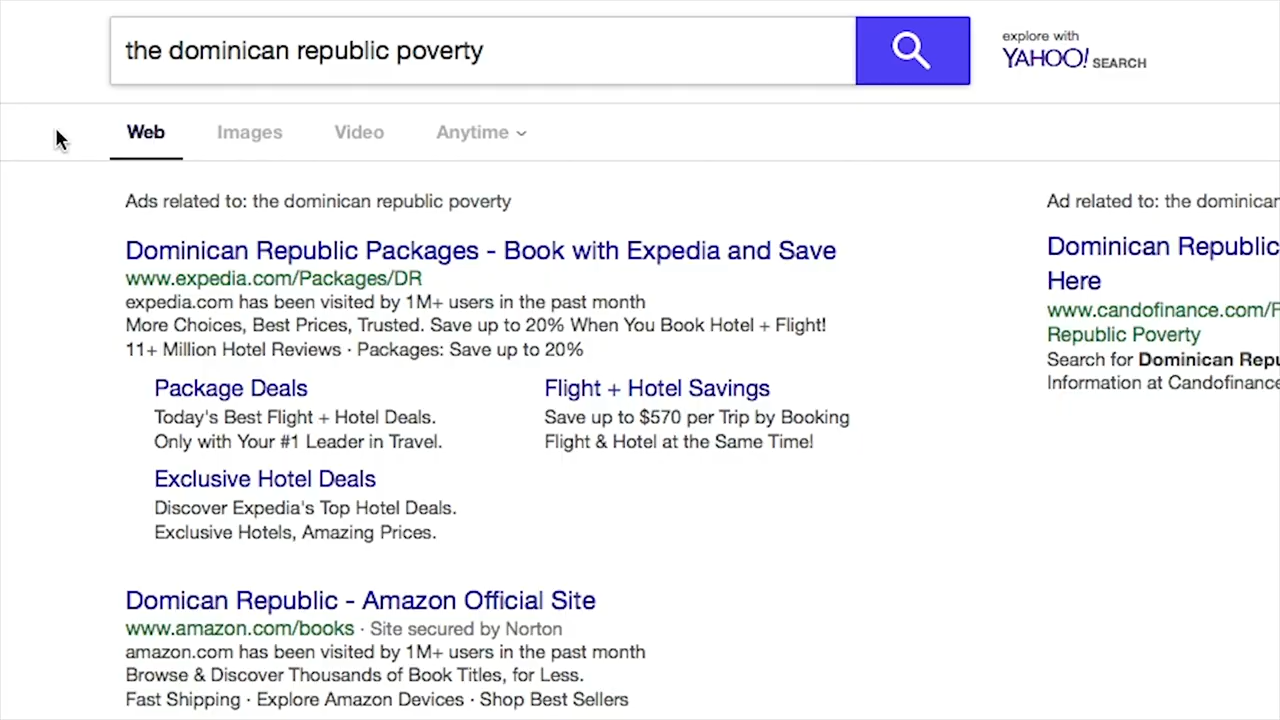 the dominican republic poverty
explore with
YAHOO! SEARCH
Web Images Video Anytime
Ads related to: the dominican republic poverty
Dominican Republic Packages - Book with Expedia and Save
www.expedia.com/Packages/DR
expedia.com has been visited by 1M+ users in the past month
More Choices, Best Prices, Trusted. Save up to 20% When You Book Hotel + Flight!
11+ Million Hotel Reviews · Packages: Save up to 20%
Package Deals
Today's Best Flight + Hotel Deals.
Only with Your #1 Leader in Travel.
Flight + Hotel Savings
Save up to $570 per Trip by Booking
Flight & Hotel at the Same Time!
Exclusive Hotel Deals
Discover Expedia's Top Hotel Deals.
Exclusive Hotels, Amazing Prices.
Domican Republic - Amazon Official Site
www.amazon.com/books · Site secured by Norton
amazon.com has been visited by 1M+ users in the past month
Browse & Discover Thousands of Book Titles, for Less.
Fast Shipping · Explore Amazon Devices · Shop Best Sellers
Ad related to: the dominican
Dominican Republic
Here
www.candofinance.com/
Republic Poverty
Search for Dominican Repu
Information at Candofinance